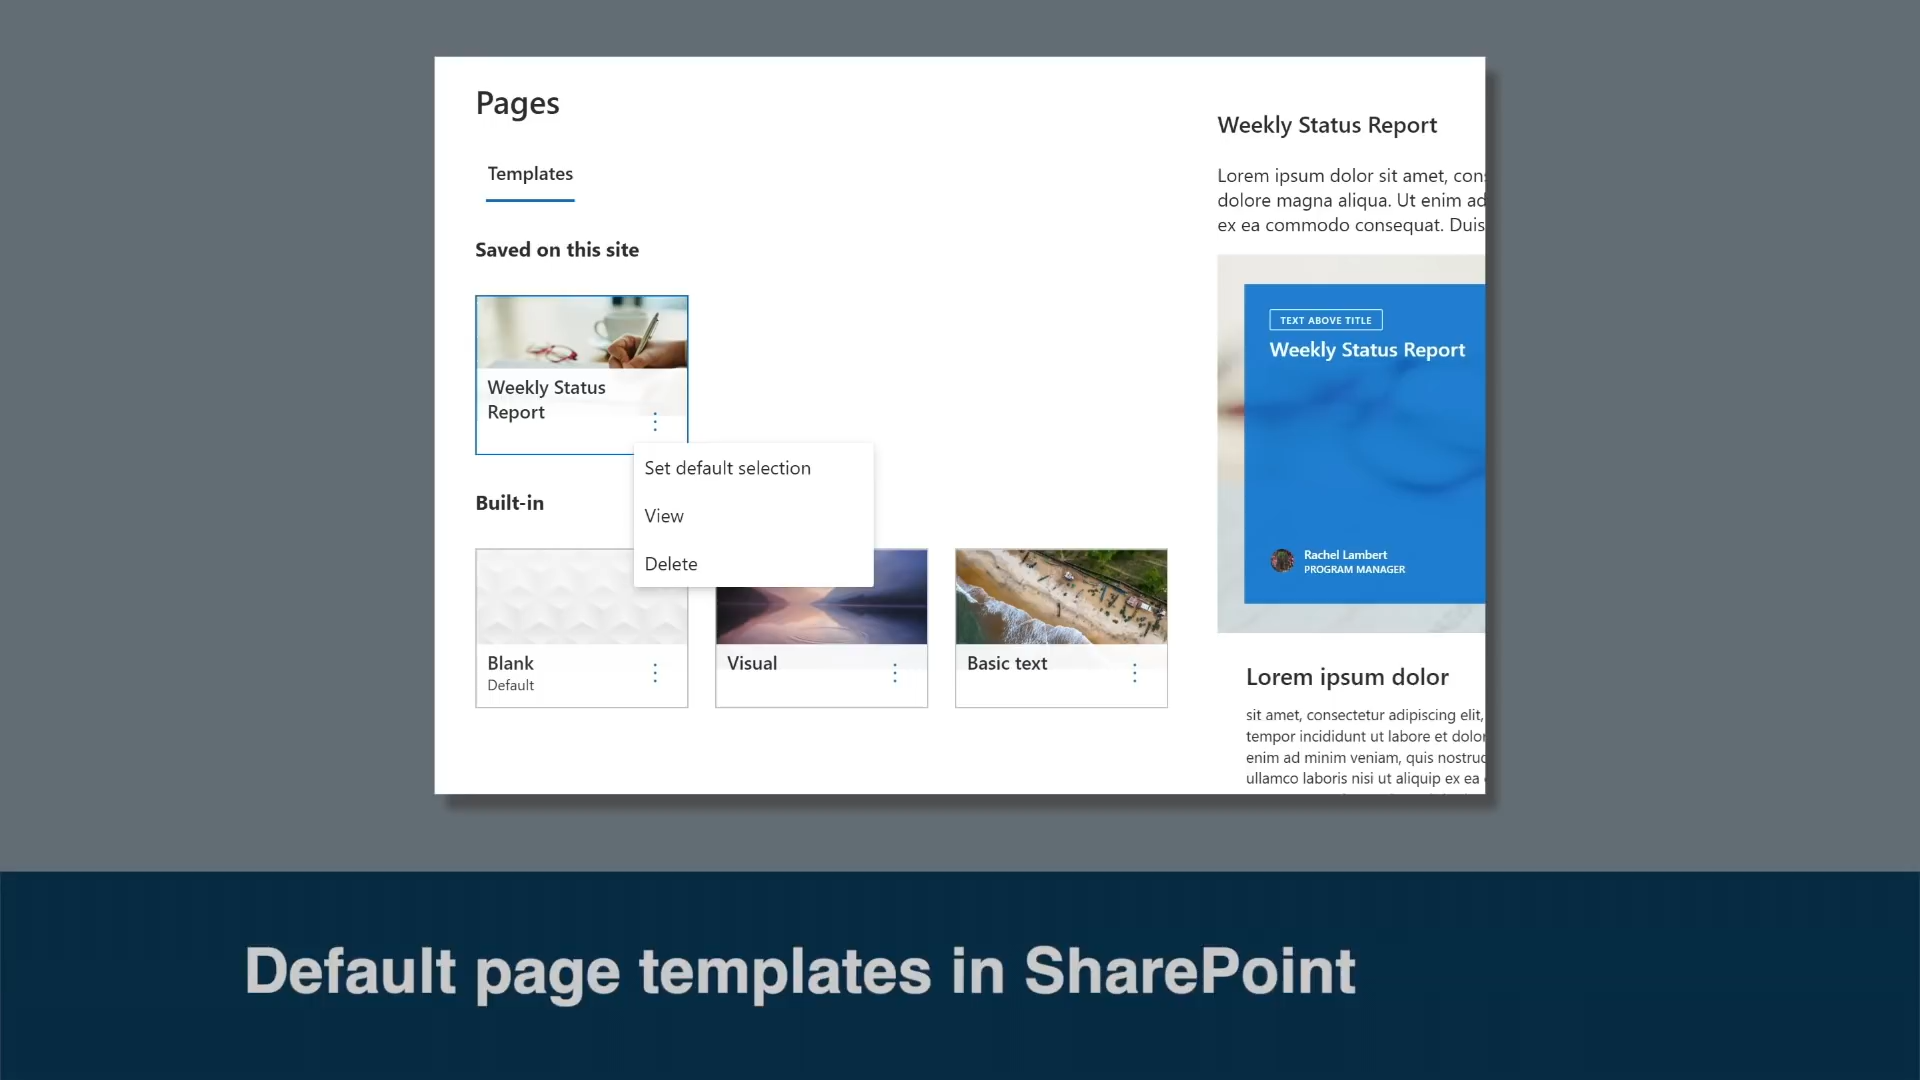 Pages
Templates
Saved on this site
Weekly Status
Report
Set default selection
View
Delete
Built-in
Blank
Default
Visual
Basic text
Weekly Status Report
Lorem ipsum dolor sit amet, cons
dolore magna aliqua. Ut enim ad
ex ea commodo consequat. Duis
TEXT ABOVE TITLE
Weekly Status Report
Rachel Lambert
PROGRAM MANAGER
Lorem ipsum dolor
sit amet, consectetur adipiscing elit,
tempor incididunt ut labore et dolor
enim ad minim veniam, quis nostruc
ullamco laboris nisi ut aliquip ex ea
Default page templates in SharePoint